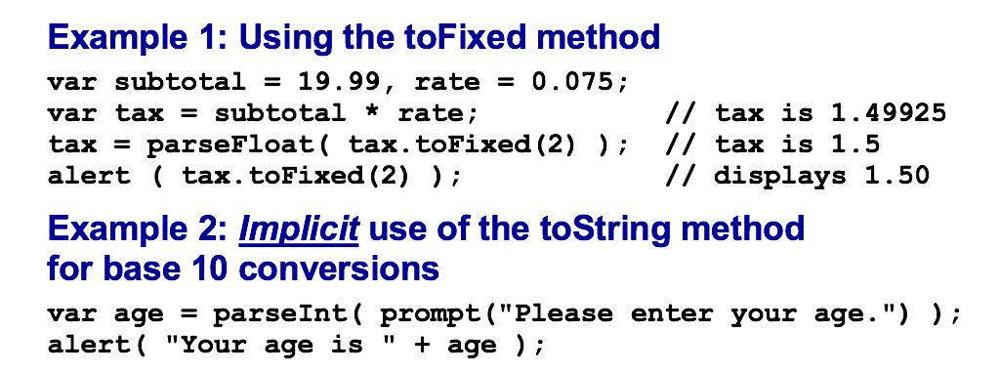 Example 1: Using the toFixed method
var subtotal = 19.99, rate = 0.075;
var tax = subtotal * rate; // tax is 1.49925
tax = parseFloat( tax.toFixed(2) ); // tax is 1.5
alert ( tax.toFixed(2) ); // displays 1.50
Example 2: Implicit use of the toString method
for base 10 conversions
var age = parseInt( prompt("Please enter your age.") );
alert( "Your age is " + age );